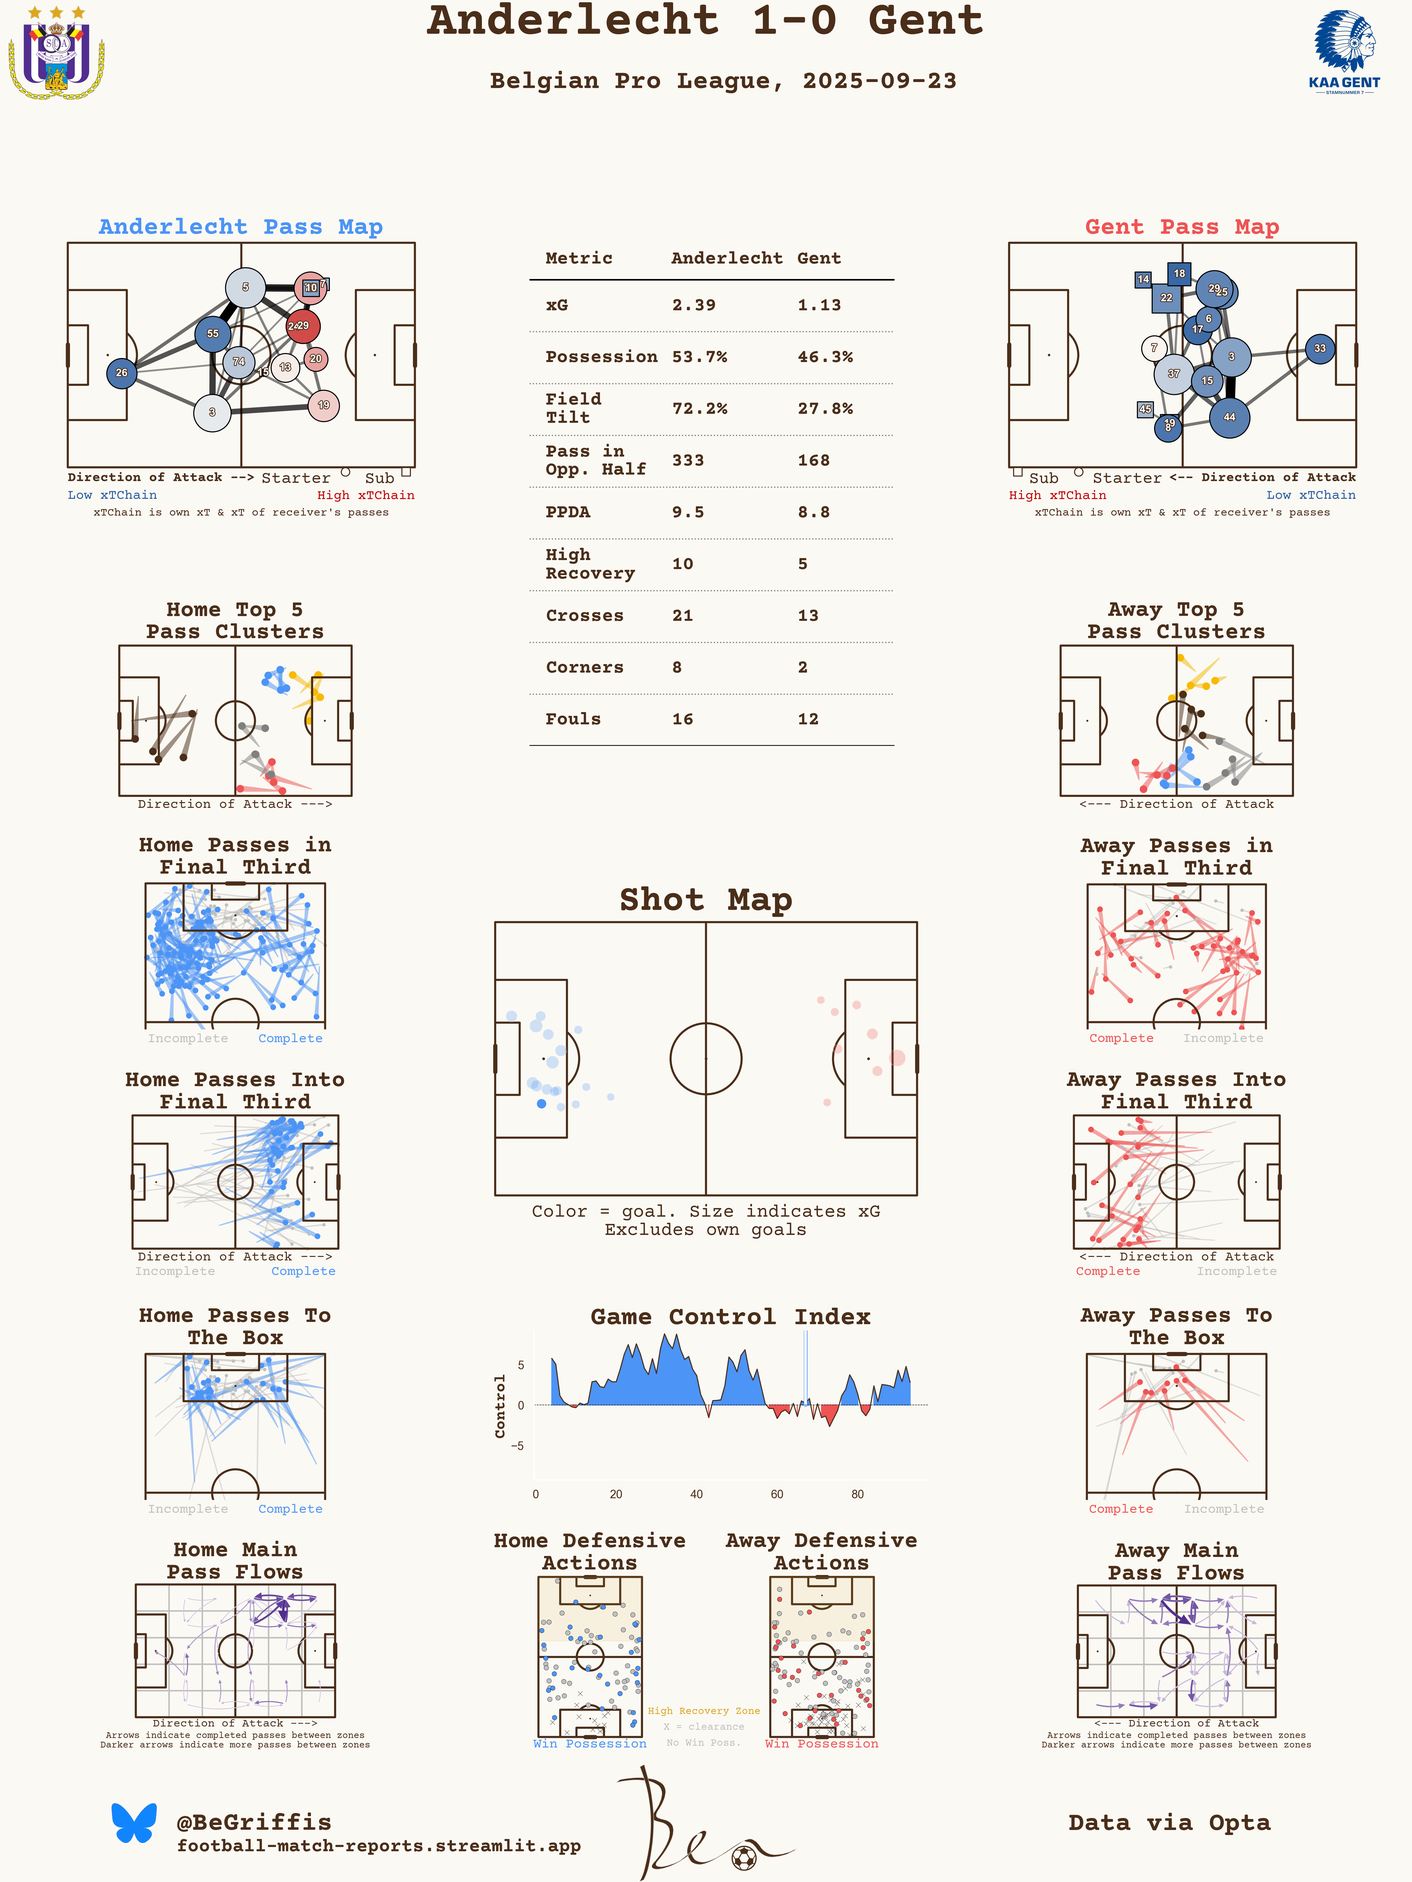 Anderlecht 1-0 Gent
Belgian Pro League, 2025-09-23
KAA GENT
STAMNUMMER 7
Anderlecht Pass Map
5
10
7
55
24
29
74
13
20
15
26
3
19
Direction of Attack --> Starter Sub
Low xTChain High xTChain
xTChain is own xT & xT of receiver's passes
Metric Anderlecht Gent
xG 2.39 1.13
Possession 53.7% 46.3%
Field
Tilt 72.2% 27.8%
Pass in
Opp. Half 333 168
PPDA 9.5 8.8
High
Recovery 10 5
Crosses 21 13
Corners 8 2
Fouls 16 12
Gent Pass Map
14
18
22
29
25
6
17
7
3
33
37
15
45
19
8
44
Sub Starter <-- Direction of Attack
High xTChain Low xTChain
xTChain is own xT & xT of receiver's passes
Home Top 5
Pass Clusters
Direction of Attack --->
Away Top 5
Pass Clusters
<--- Direction of Attack
Home Passes in
Final Third
Incomplete Complete
Shot Map
Color = goal. Size indicates xG
Excludes own goals
Away Passes in
Final Third
Complete Incomplete
Home Passes Into
Final Third
Direction of Attack --->
Incomplete Complete
Away Passes Into
Final Third
<--- Direction of Attack
Complete Incomplete
Home Passes To
The Box
Incomplete Complete
Game Control Index
Control
5
0
−5
0 20 40 60 80
Away Passes To
The Box
Complete Incomplete
Home Main
Pass Flows
Direction of Attack --->
Arrows indicate completed passes between zones
Darker arrows indicate more passes between zones
Home Defensive
Actions
Win Possession
High Recovery Zone
X = clearance
No Win Poss.
Away Defensive
Actions
Win Possession
Away Main
Pass Flows
<--- Direction of Attack
Arrows indicate completed passes between zones
Darker arrows indicate more passes between zones
@BeGriffis
football-match-reports.streamlit.app
Ben
Data via Opta